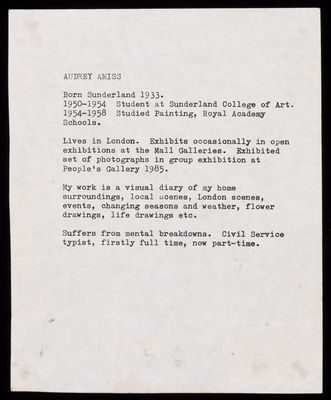 AUDREY AMISS
Born Sunderland 1933.
1950-1954 Student at Sunderland College of Art.
1954-1958 Studied Painting, Royal Academy
Schools.
Lives in London. Exhibits occasionally in open
exhibitions at the Mall Galleries. Exhibited
set of photographs in group exhibition at
People's Gallery 1985.
My work is a visual diary of my home
surroundings, local scenes, London scenes,
events, changing seasons and weather, flower
drawings, life drawings etc.
Suffers from mental breakdowns. Civil Service
typist, firstly full time, now part-time.